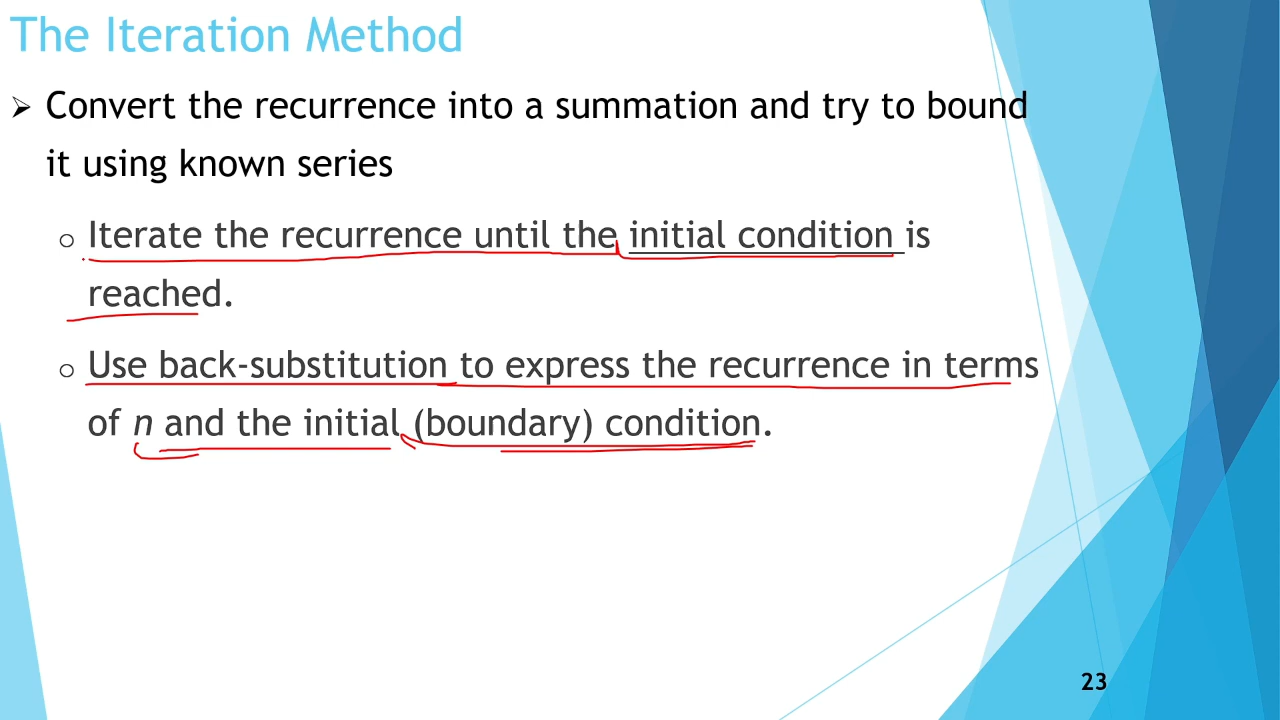 The Iteration Method
➢ Convert the recurrence into a summation and try to bound
it using known series
o Iterate the recurrence until the initial condition is
reached.
o Use back-substitution to express the recurrence in terms
of n and the initial (boundary) condition.
23